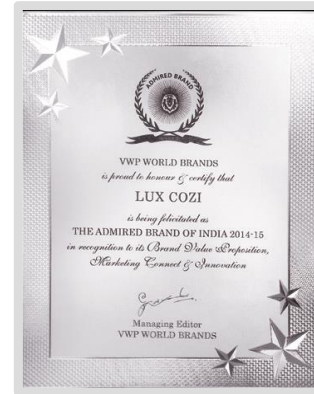 ADMIRED BRAND
VWP WORLD BRANDS
is proud to honour & certify that
LUX COZI
is being felicitated as
THE ADMIRED BRAND OF INDIA 2014-15
in recognition to its Brand Value Proposition,
Marketing Connect & Innovation
Managing Editor
VWP WORLD BRANDS